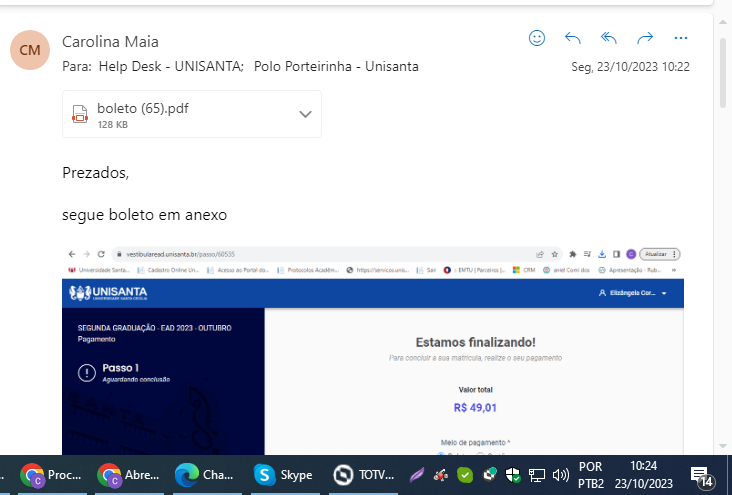 CM
Carolina Maia
Para: Help Desk - UNISANTA; Polo Porteirinha - Unisanta
Seg, 23/10/2023 10:22
boleto (65).pdf
128 KB
Prezados,
segue boleto em anexo
vestibularead.unisanta.br/passo/60535
Atualizar
Universidade Santa... Cadastro Online Un... Acesso ao Portal do... Protocolos Acadêm... https://servicos.unis... Sair - EMTU | Parceiros |... CRM Apresentação - Rub...
UNISANTA
UNIVERSIDADE SANTA CECÍLIA
Elizângela Cor...
SEGUNDA GRADUAÇÃO - EAD 2023 - OUTUBRO
Pagamento
Passo 1
Aguardando conclusão
Estamos finalizando!
Para concluir a sua matrícula, realize o seu pagamento
Valor total
R$ 49,01
Meio de pagamento *
... Proc... Abre... Cha... Skype TOTV...
POR
PTB2
10:24
23/10/2023
14